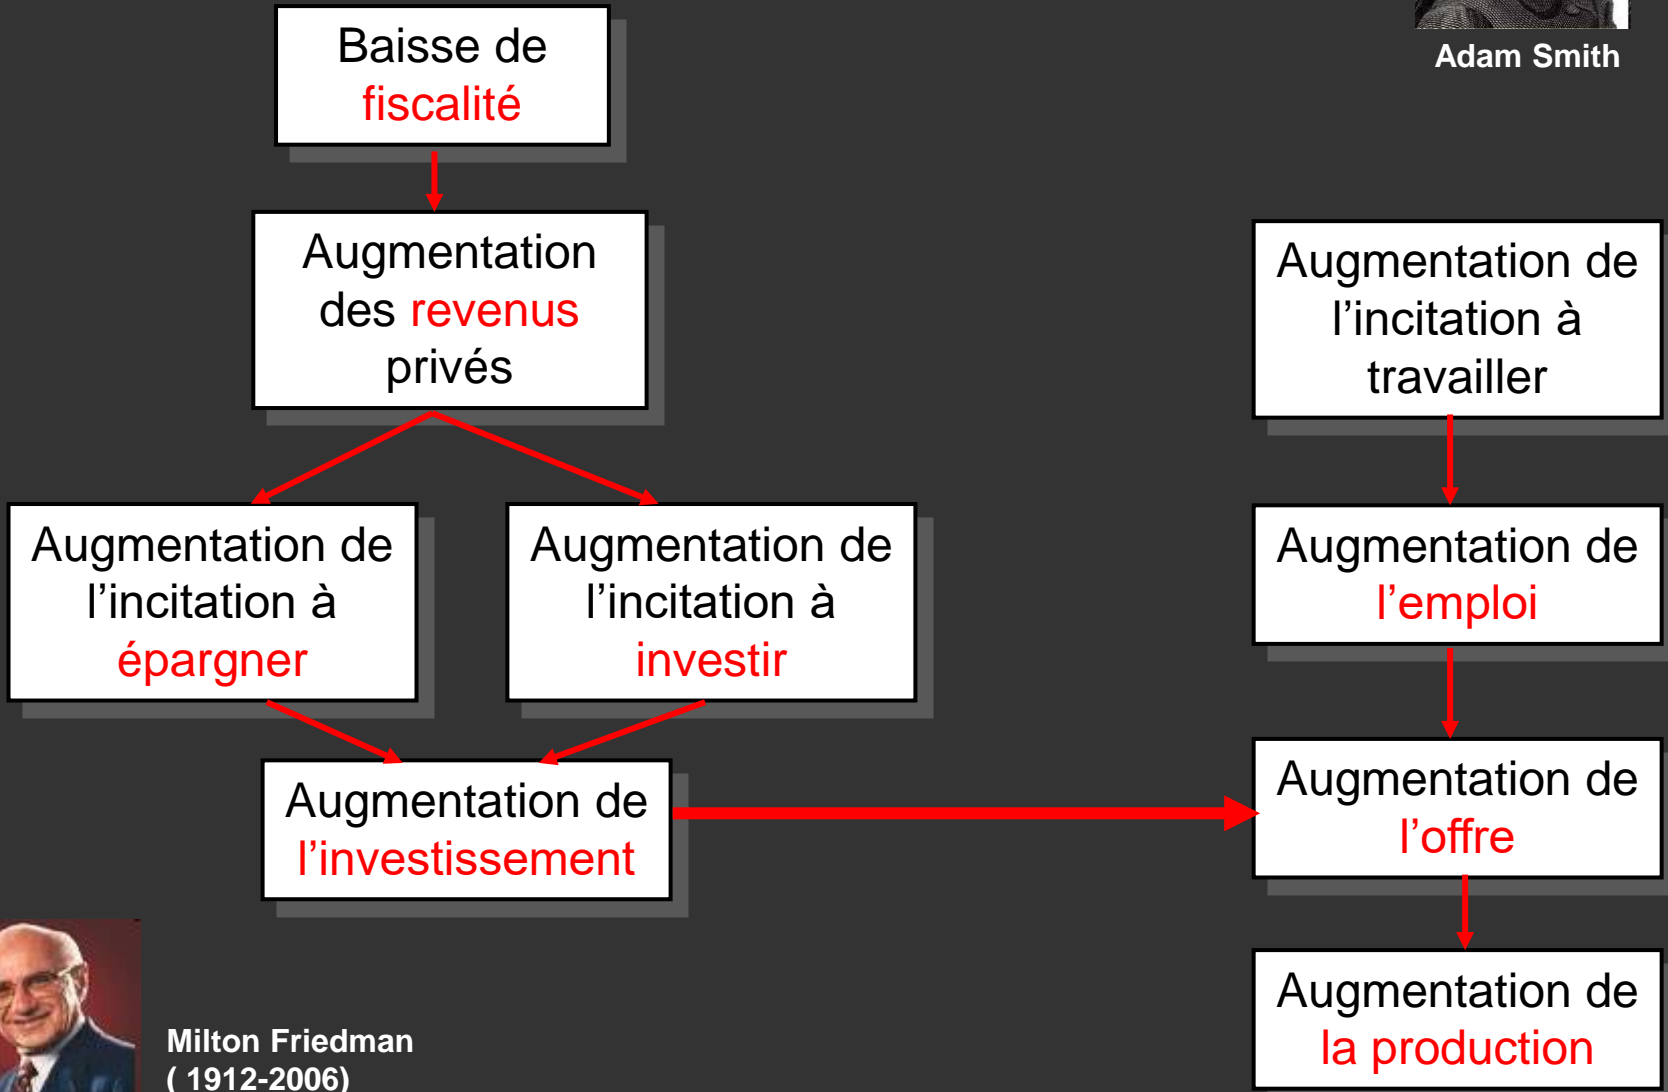 Adam Smith
Baisse de
fiscalité
Augmentation
des revenus
privés
Augmentation de
l'incitation à
épargner
Augmentation de
l'incitation à
investir
Augmentation de
l'investissement
Augmentation de
l'incitation à
travailler
Augmentation de
l'emploi
Augmentation de
l'offre
Augmentation de
la production
Milton Friedman
( 1912-2006)